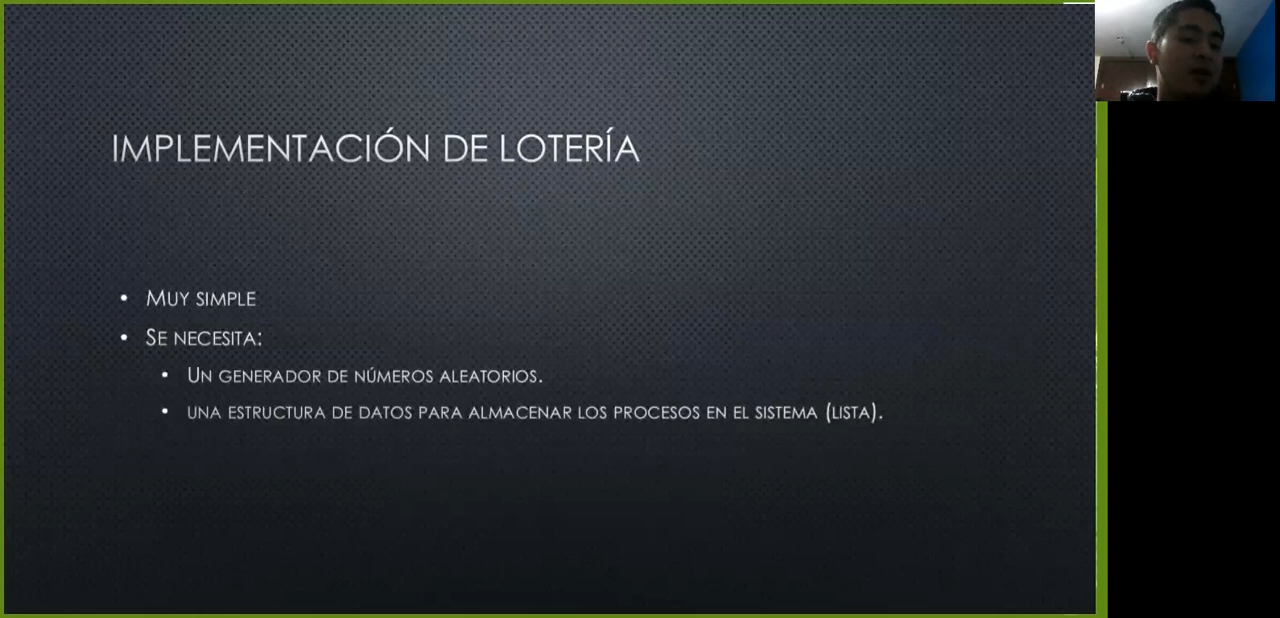 IMPLEMENTACIÓN DE LOTERÍA
• MUY SIMPLE
• SE NECESITA:
• UN GENERADOR DE NÚMEROS ALEATORIOS.
• UNA ESTRUCTURA DE DATOS PARA ALMACENAR LOS PROCESOS EN EL SISTEMA (LISTA).